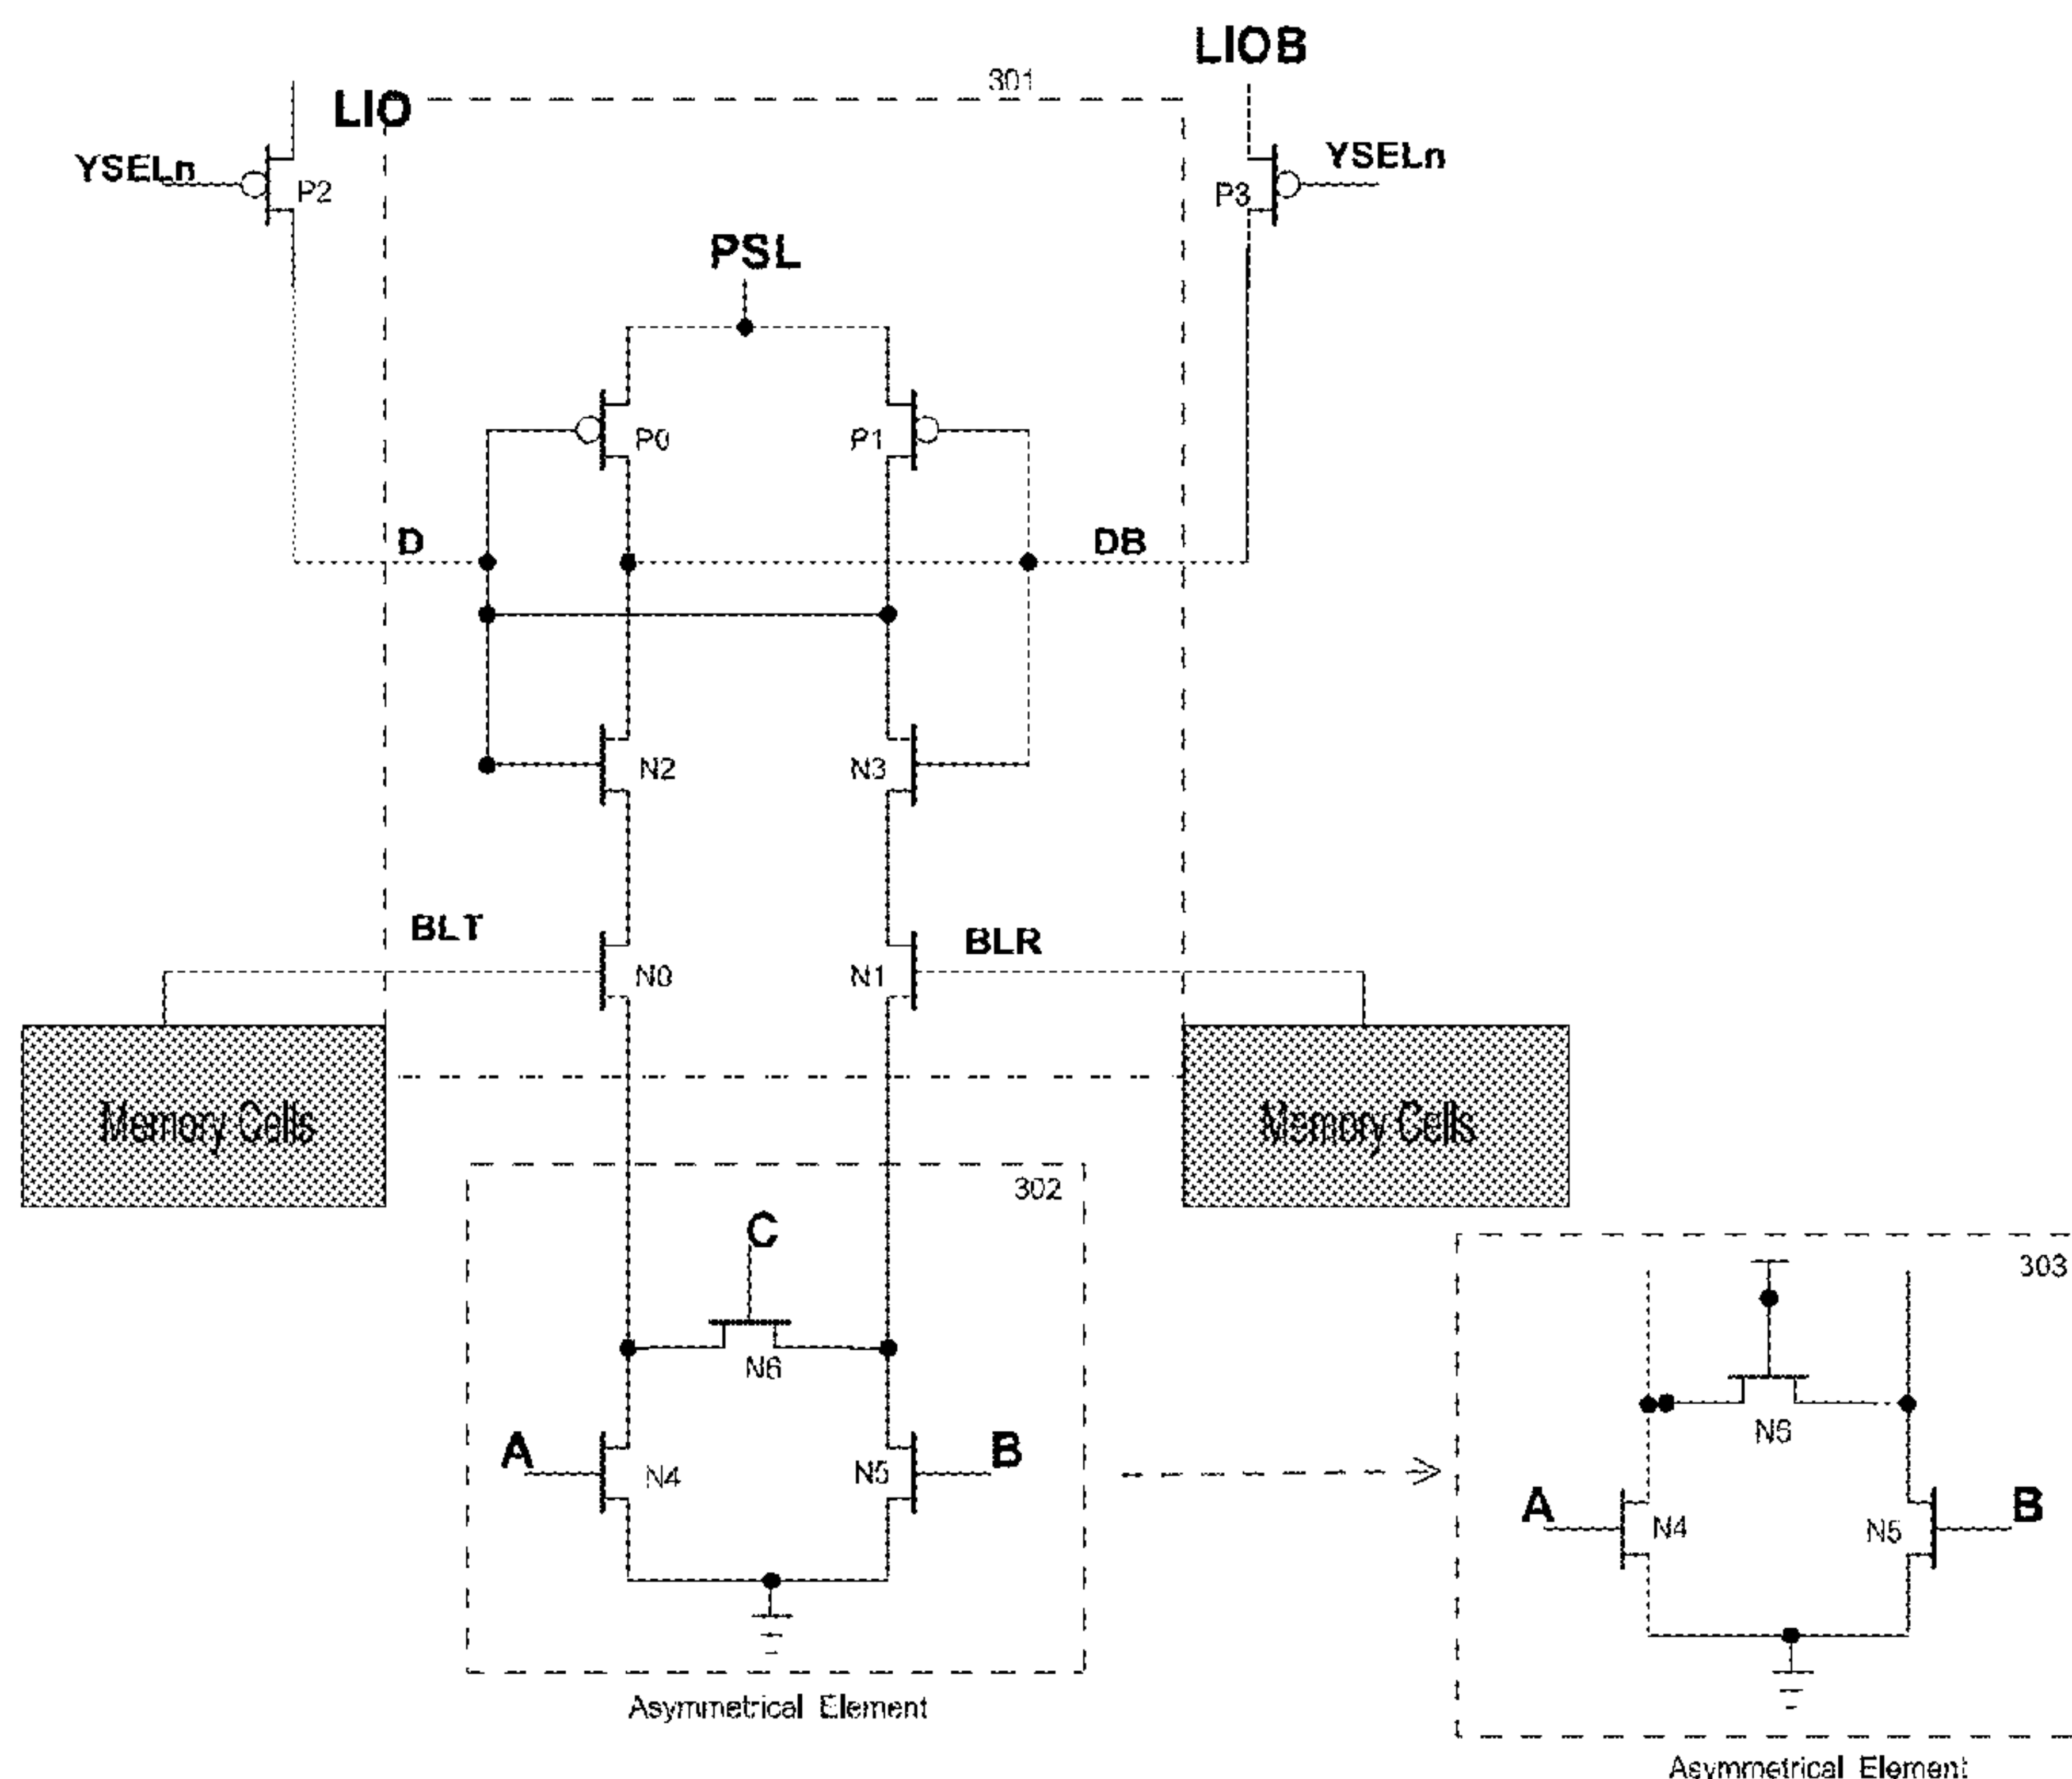 LIOB
301
LIO
YSELn
P2
P3
YSELn
PSL
P0
P1
D
DB
N2
N3
BLT
BLR
N0
N1
Memory Cells
Memory Cells
302
C
303
N6
N6
A
N4
N5
B
A
N4
N5
B
Asymmetrical Element
Asymmetrical Element